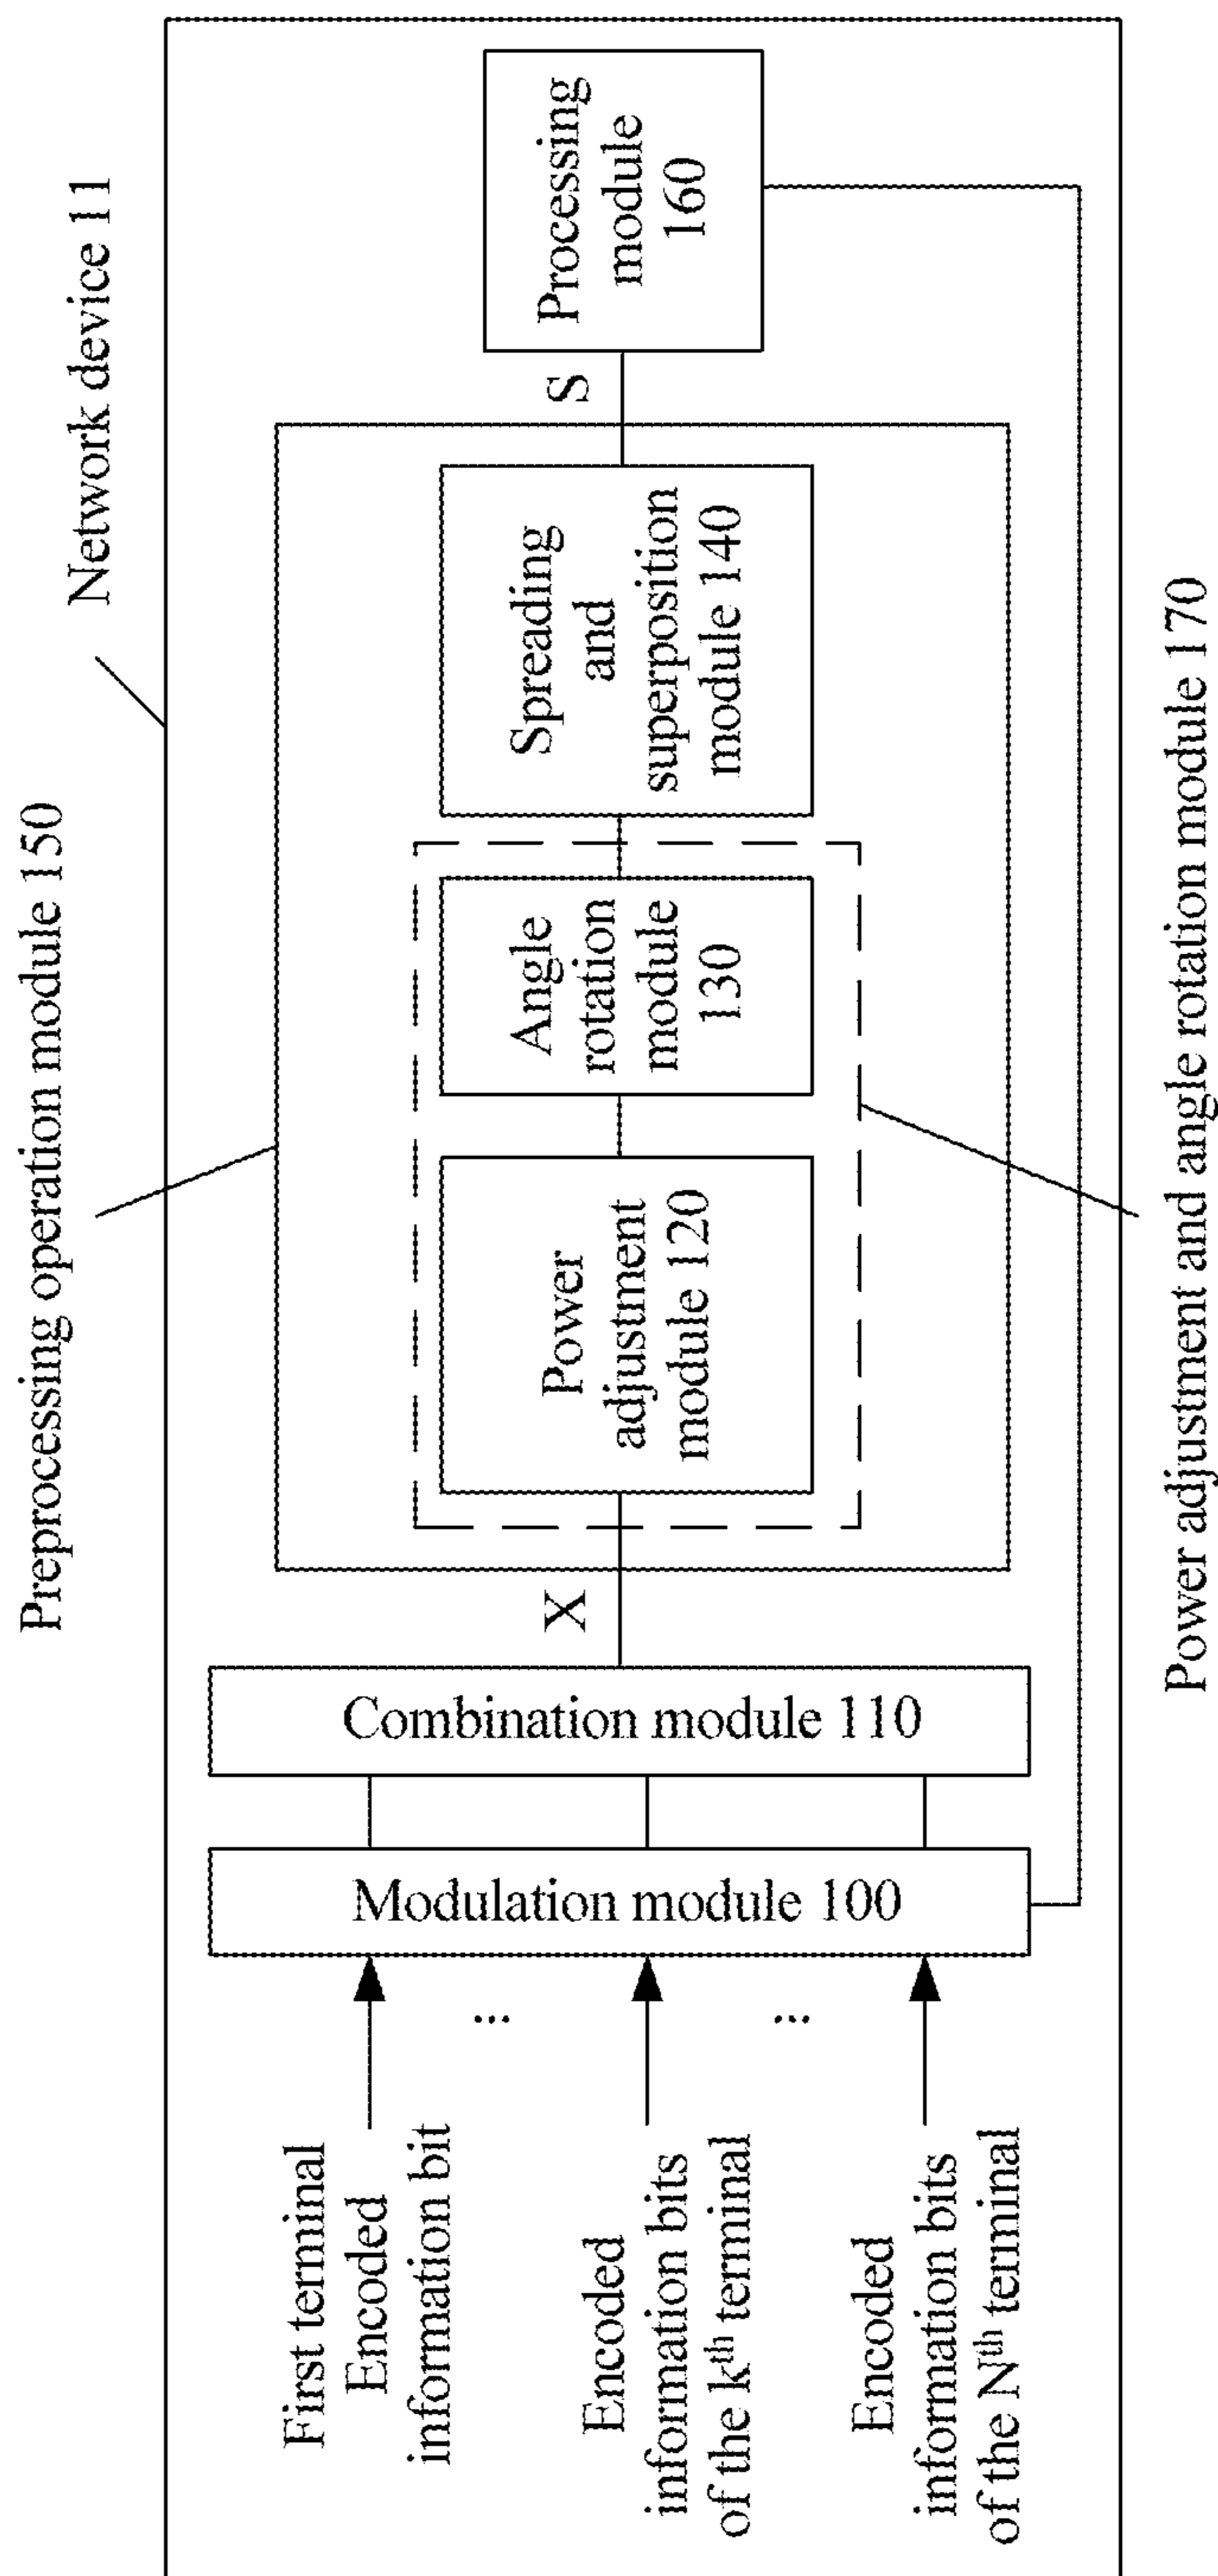 Preprocessing operation module 150
Network device 11
First terminal
Encoded
information bit
...
Encoded
information bits
of the kth terminal
...
Encoded
information bits
of the Nth terminal
Modulation module 100
Combination module 110
X
Power
adjustment
module 120
Angle
rotation
module
130
Spreading
and
superposition
module 140
S
Processing
module
160
Power adjustment and angle rotation module 170